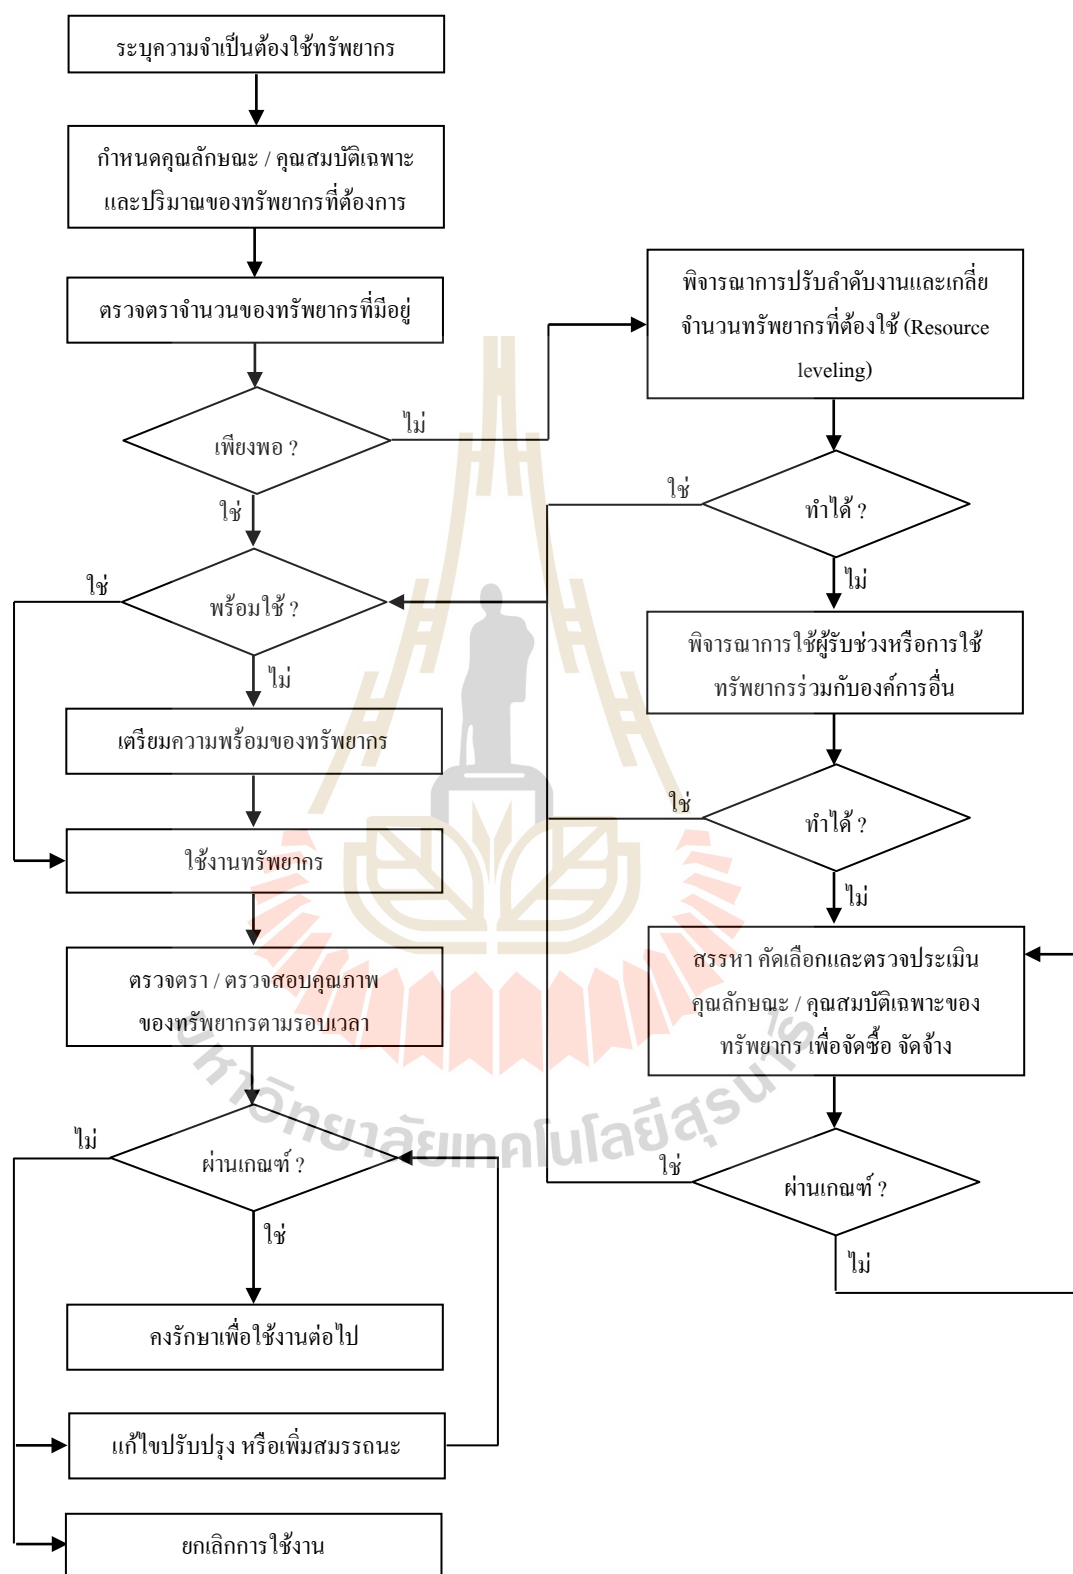 ระบุความจำเป็นต้องใช้ทรัพยากร
กำหนดคุณลักษณะ / คุณสมบัติเฉพาะ
และปริมาณของทรัพยากรที่ต้องการ
ตรวจตราจำนวนของทรัพยากรที่มีอยู่
เพียงพอ ?
ไม่
ใช่
พร้อมใช้ ?
ใช่
ไม่
เตรียมความพร้อมของทรัพยากร
ใช้งานทรัพยากร
ตรวจตรา / ตรวจสอบคุณภาพ
ของทรัพยากรตามรอบเวลา
ผ่านเกณฑ์ ?
ไม่
ใช่
คงรักษาเพื่อใช้งานต่อไป
แก้ไขปรับปรุง หรือเพิ่มสมรรถนะ
ยกเลิกการใช้งาน
พิจารณาการปรับลำดับงานและเกลี่ย
จำนวนทรัพยากรที่ต้องใช้ (Resource
leveling)
ทำได้ ?
ใช่
ไม่
พิจารณาการใช้ผู้รับช่วงหรือการใช้
ทรัพยากรร่วมกับองค์การอื่น
ทำได้ ?
ใช่
ไม่
สรรหา คัดเลือกและตรวจประเมิน
คุณลักษณะ / คุณสมบัติเฉพาะของ
ทรัพยากร เพื่อจัดซื้อ จัดจ้าง
ผ่านเกณฑ์ ?
ใช่
ไม่
มหาวิทยาลัยเทคโนโลยีสุรนารี